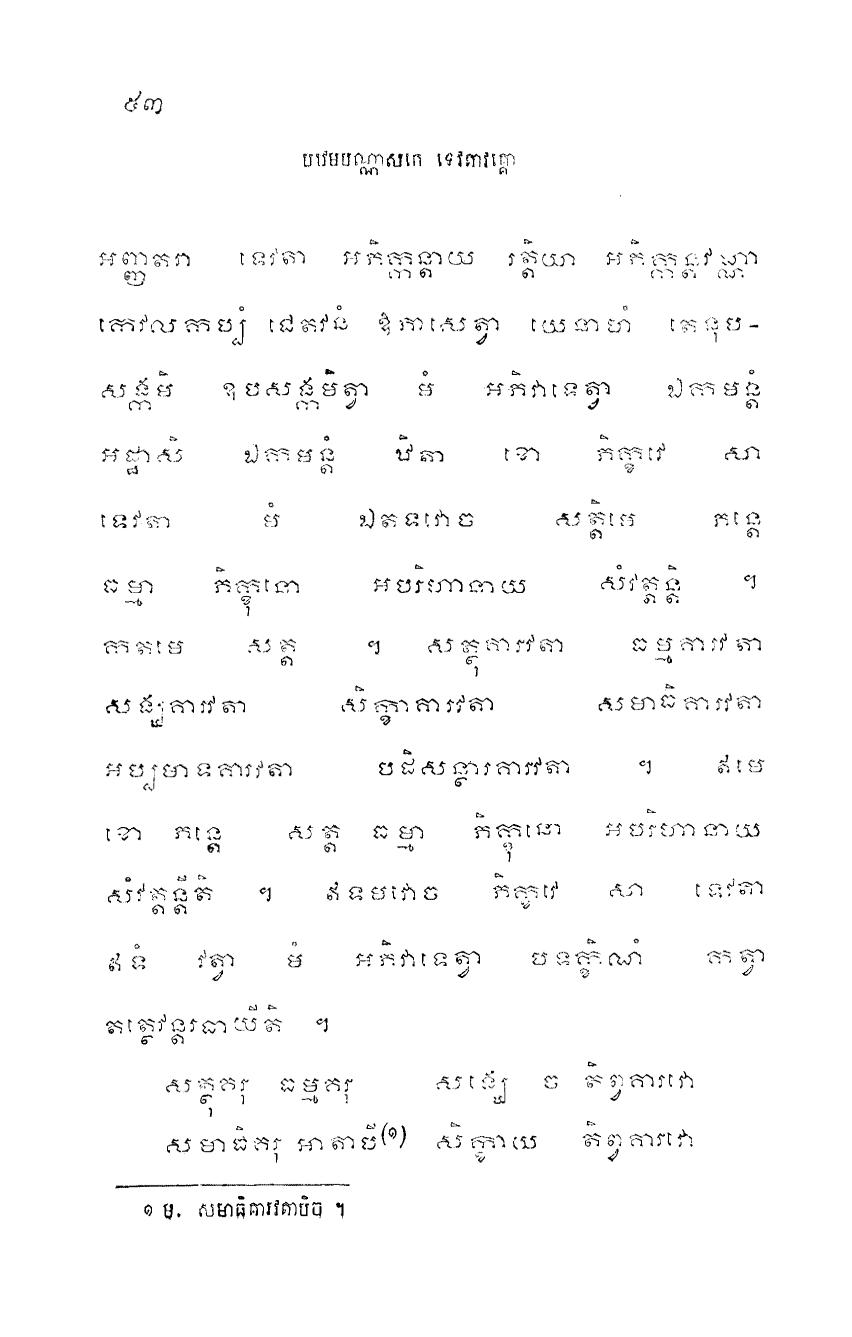 ៥៣
បឋមបណ្ណាសកេ ទេវតាវគ្គោ
អញ្ញតរា ទេវតា អភិក្កន្តាយ រត្តិយា អភិក្កន្តវណ្ណា
កេវលកប្បំ ជេតវនំ ឱភាសេត្វា យេនាហំ តេនុប-
សង្កមិ ឧបសង្កមិត្វា មំ អភិវាទេត្វា ឯកមន្តំ
អដ្ឋាសិ ឯកមន្តំ ឋិតា ខោ ភិក្ខវេ សា
ទេវតា មំ ឯតទវោច សត្តិមេ ភន្តេ
ធម្មា ភិក្ខុនោ អបរិហានាយ សំវត្តន្តិ ។
កតមេ សត្ត ។ សត្ថុគារវតា ធម្មគារវតា
សង្ឃគារវតា សិក្ខាគារវតា សមាធិគារវតា
អប្បមាទគារវតា បដិសន្ថារគារវតា ។ ឥមេ
ខោ ភន្តេ សត្ត ធម្មា ភិក្ខុនោ អបរិហានាយ
សំវត្តន្តីតិ ។ ឥទមវោច ភិក្ខវេ សា ទេវតា
ឥទំ វត្វា មំ អភិវាទេត្វា បទក្ខិណំ កត្វា
តត្ថេវន្តរធាយីតិ ។
សត្ថុគរុ ធម្មគរុ សង្ឃេ ច តិព្វគារវោ
សមាធិគរុ អាតាបី(១) សិក្ខាយ តិព្វគារវោ
១ ម. សមាធិគារវតាបិច ។